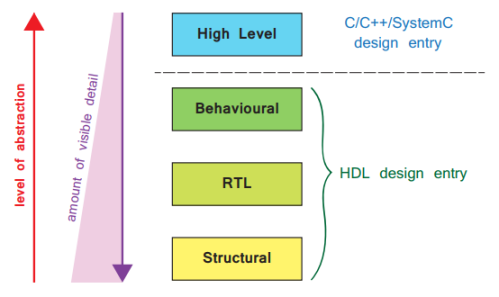 level of abstraction
amount of visible detail
High Level
C/C++/SystemC
design entry
Behavioural
RTL
HDL design entry
Structural